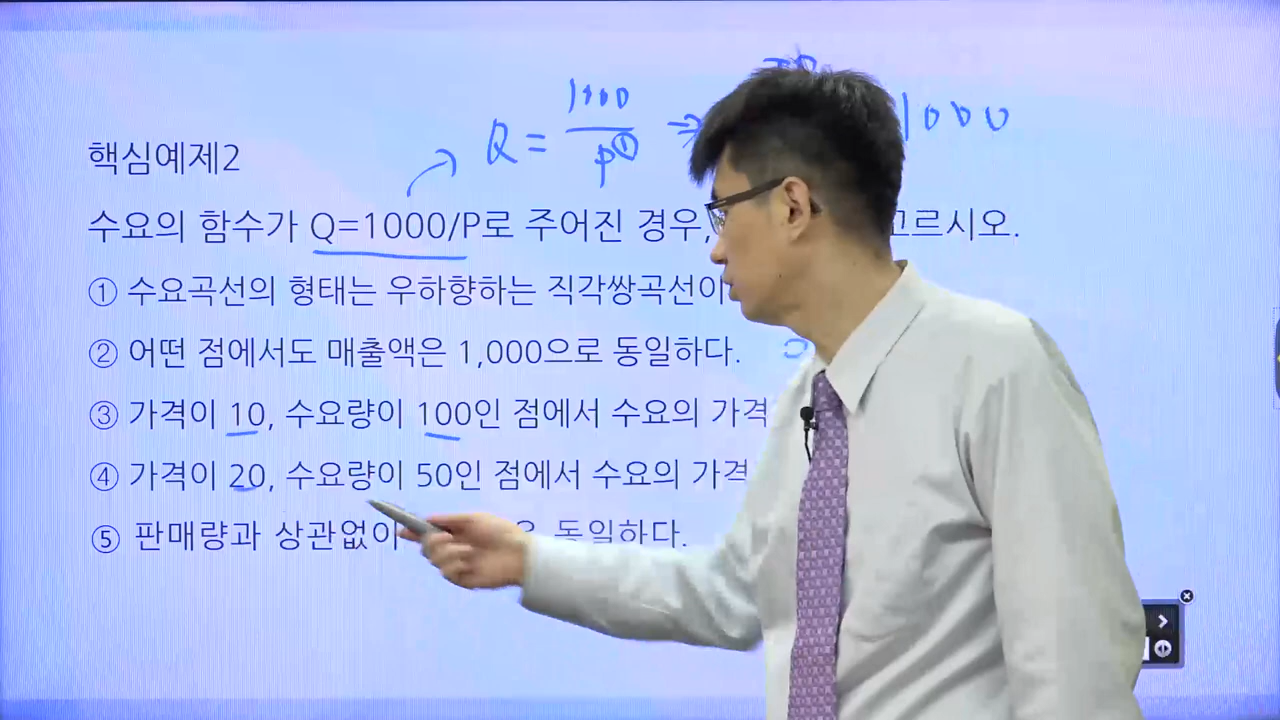 Q = 1000 / P① → 1000
핵심예제2
수요의 함수가 Q=1000/P로 주어진 경우, 고르시오.
① 수요곡선의 형태는 우하향하는 직각쌍곡선이
② 어떤 점에서도 매출액은 1,000으로 동일하다.
③ 가격이 10, 수요량이 100인 점에서 수요의 가격
④ 가격이 20, 수요량이 50인 점에서 수요의 가격
⑤ 판매량과 상관없이 동일하다.